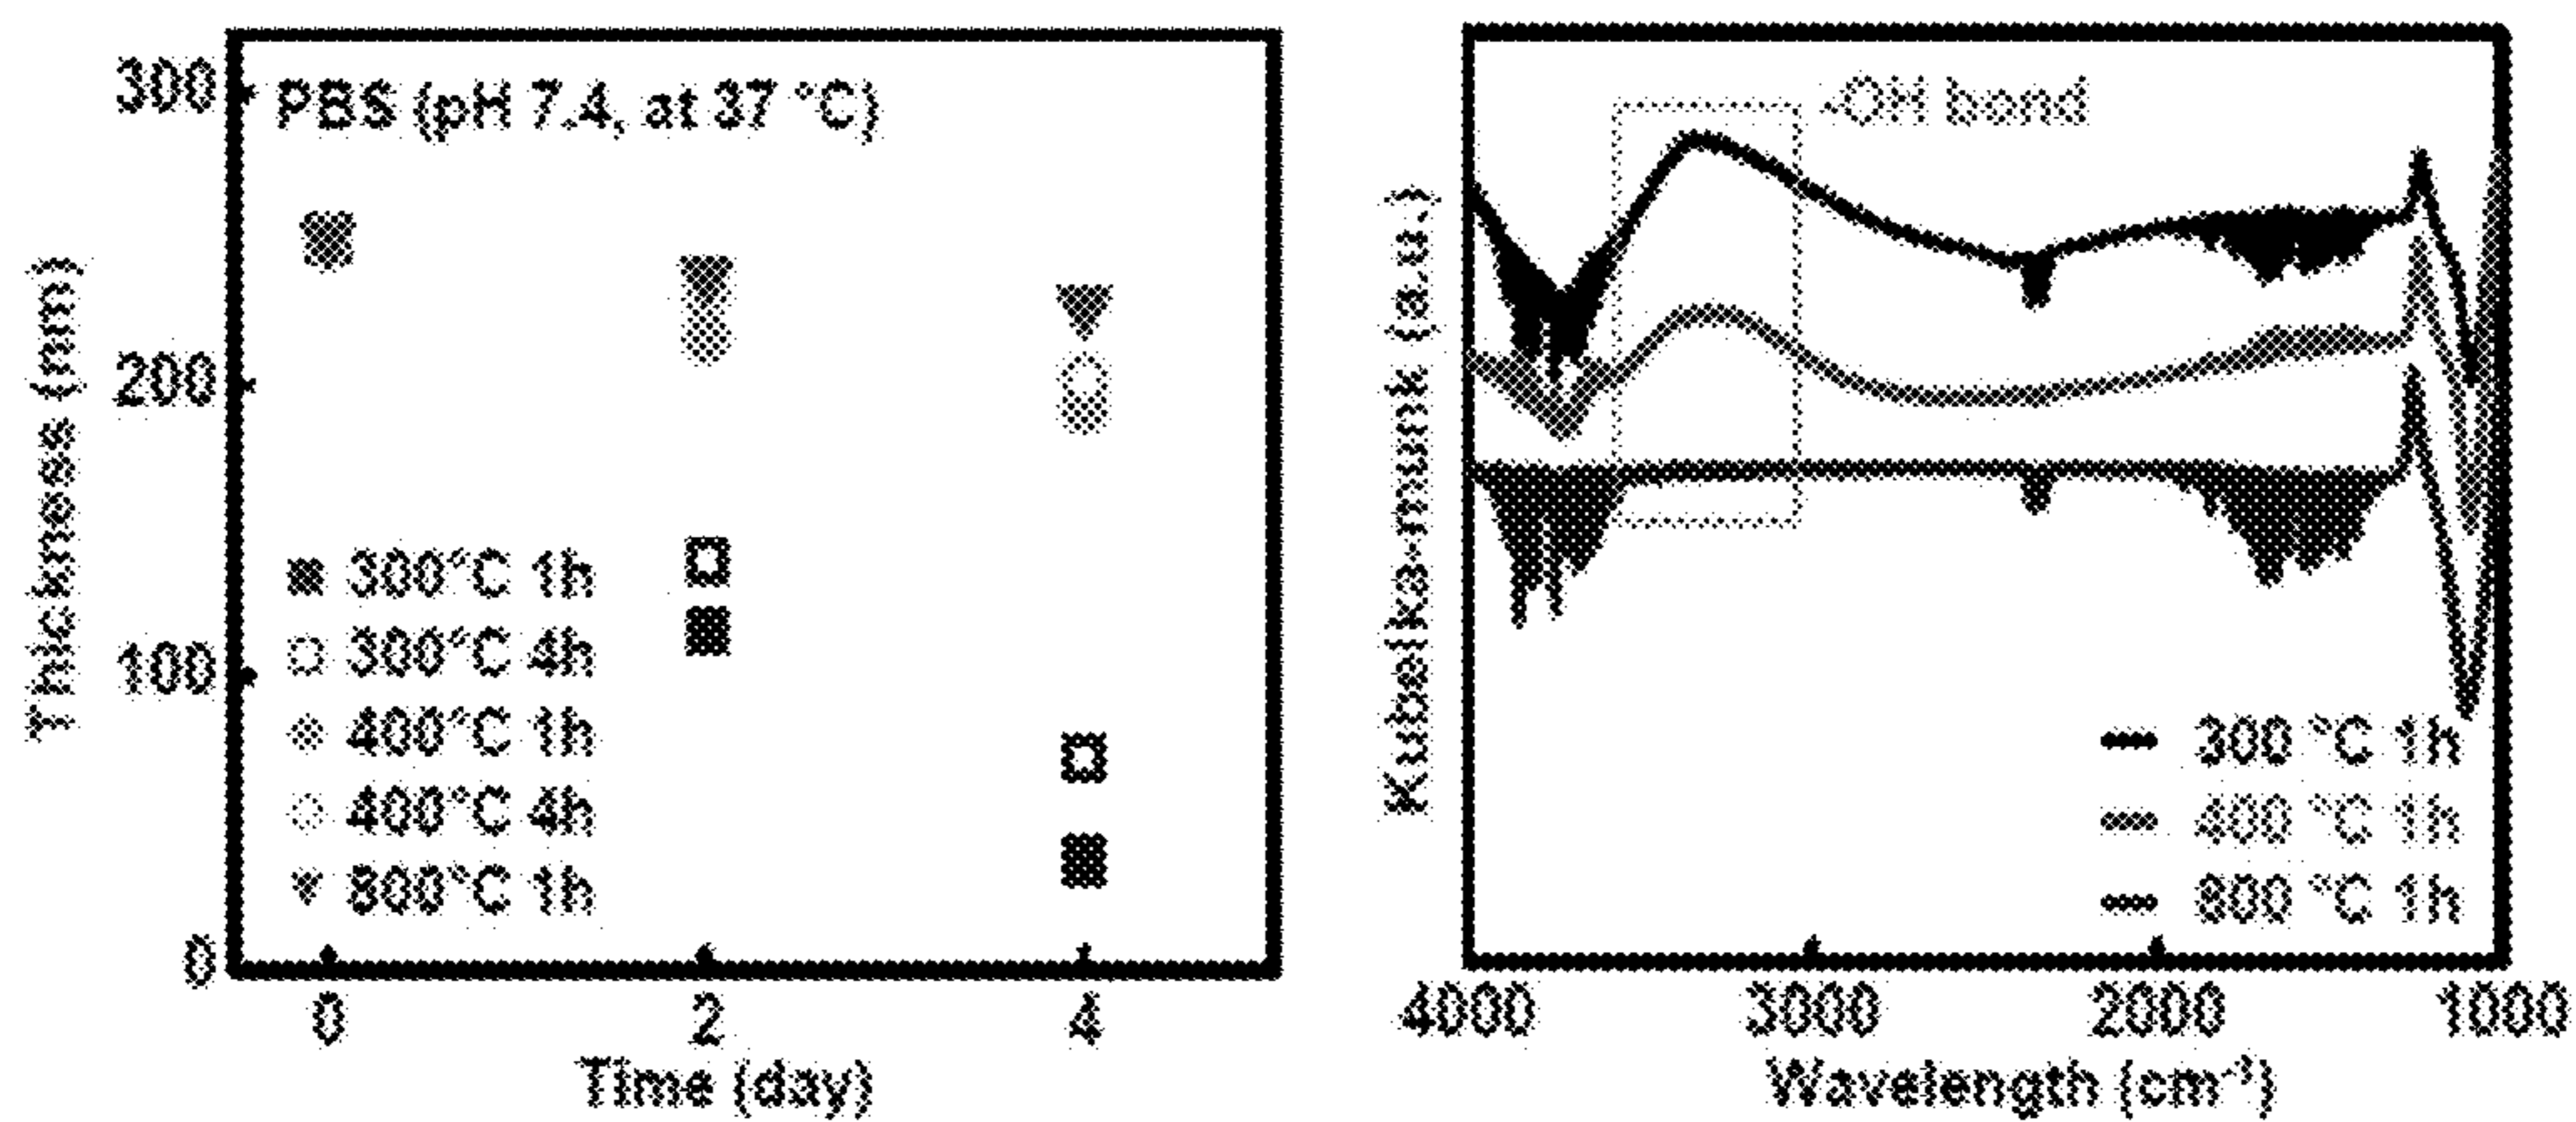 300
PBS (pH 7.4, at 37 °C)
200
100
0
Thickness (nm)
300°C 1h
300°C 4h
400°C 1h
400°C 4h
800°C 1h
0 2 4
Time (day)
-OH bond
Kubelka-munk (a.u.)
300 °C 1h
400 °C 1h
800 °C 1h
4000 3000 2000 1000
Wavelength (cm⁻¹)